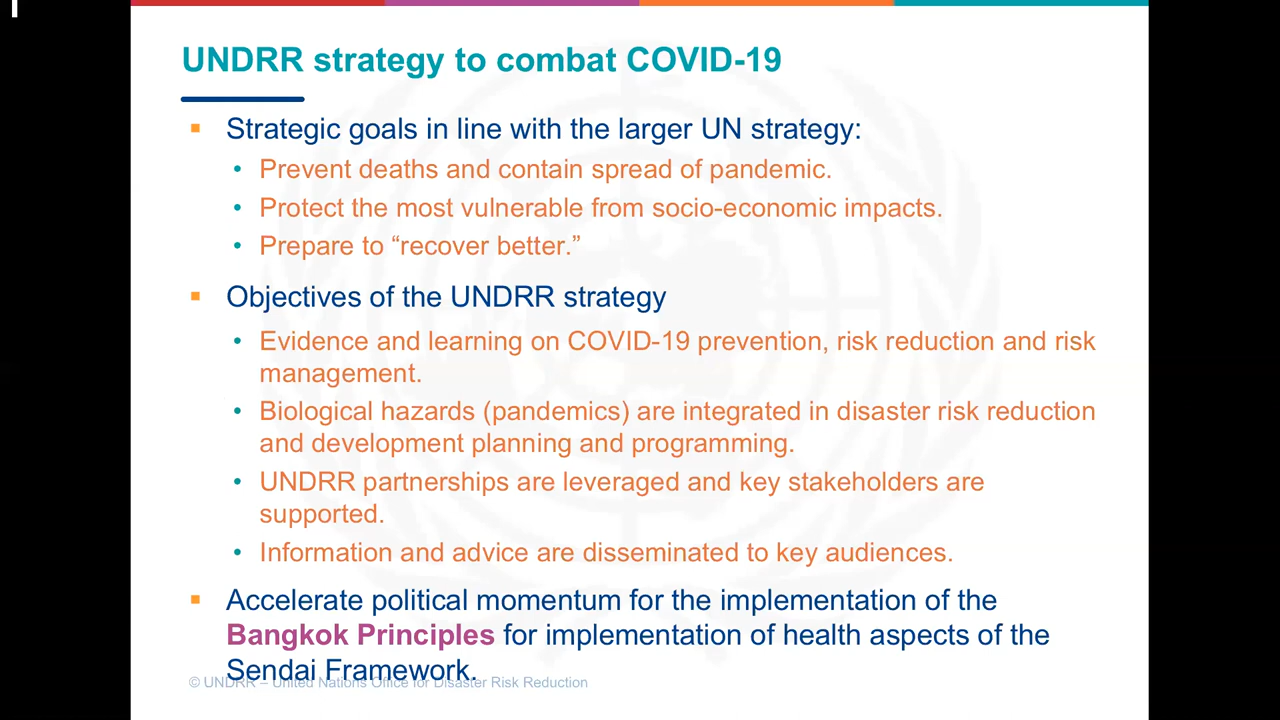 UNDRR strategy to combat COVID-19
▪ Strategic goals in line with the larger UN strategy:
• Prevent deaths and contain spread of pandemic.
• Protect the most vulnerable from socio-economic impacts.
• Prepare to “recover better.”
▪ Objectives of the UNDRR strategy
• Evidence and learning on COVID-19 prevention, risk reduction and risk
management.
• Biological hazards (pandemics) are integrated in disaster risk reduction
and development planning and programming.
• UNDRR partnerships are leveraged and key stakeholders are
supported.
• Information and advice are disseminated to key audiences.
▪ Accelerate political momentum for the implementation of the
Bangkok Principles for implementation of health aspects of the
Sendai Framework.
© UNDRR – United Nations Office for Disaster Risk Reduction